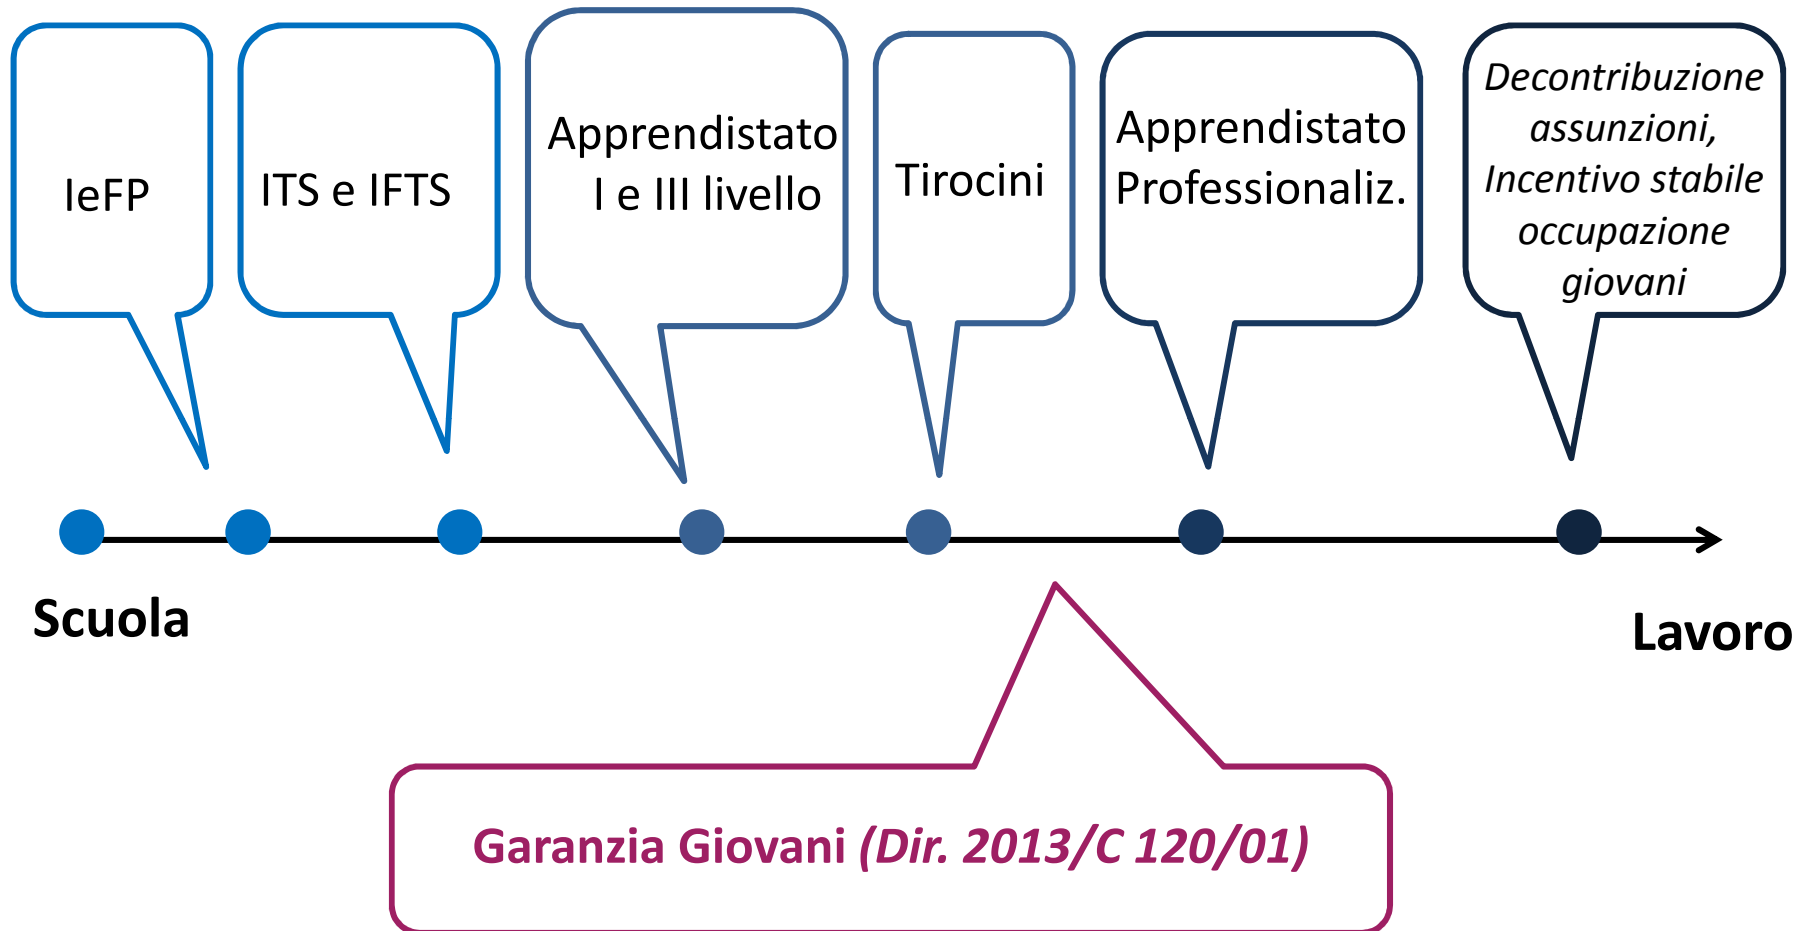 IeFP
ITS e IFTS
Apprendistato
I e III livello
Tirocini
Apprendistato
Professionaliz.
Decontribuzione
assunzioni,
Incentivo stabile
occupazione
giovani
Scuola
Lavoro
Garanzia Giovani (Dir. 2013/C 120/01)